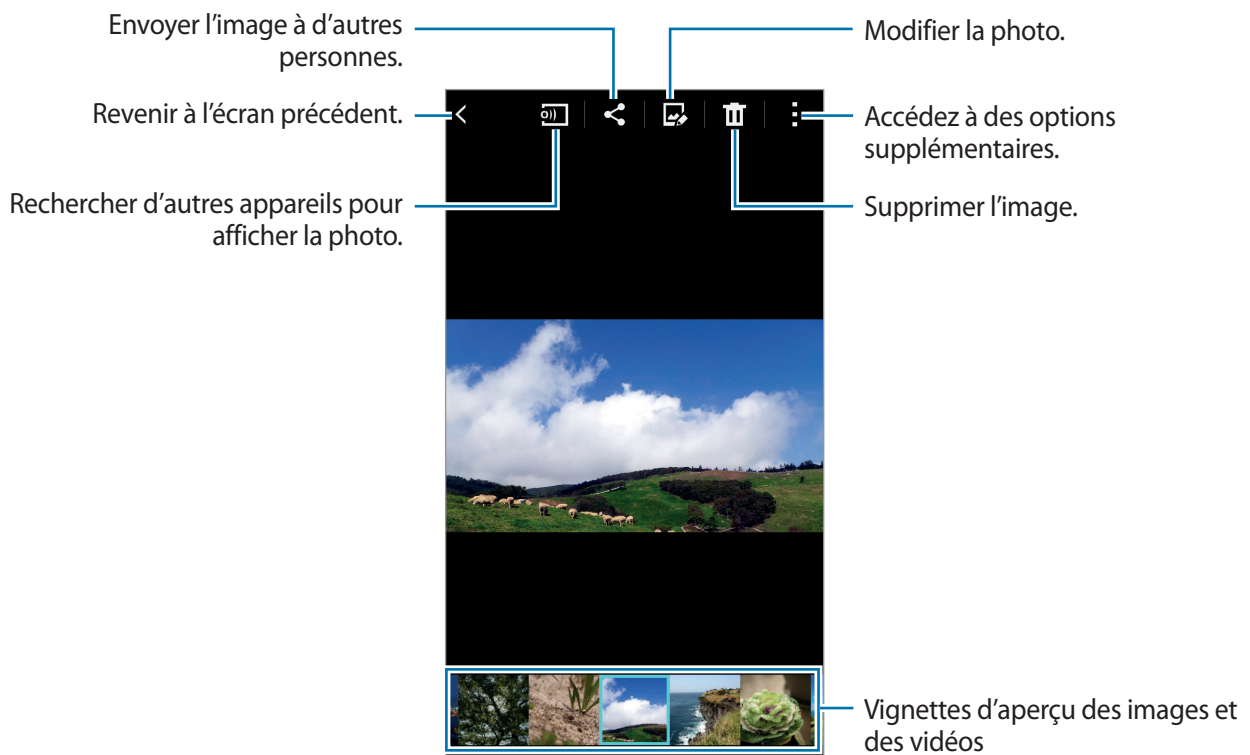 Envoyer l'image à d'autres
personnes.
Revenir à l'écran précédent.
Rechercher d'autres appareils pour
afficher la photo.
Modifier la photo.
Accédez à des options
supplémentaires.
Supprimer l'image.
Vignettes d'aperçu des images et
des vidéos